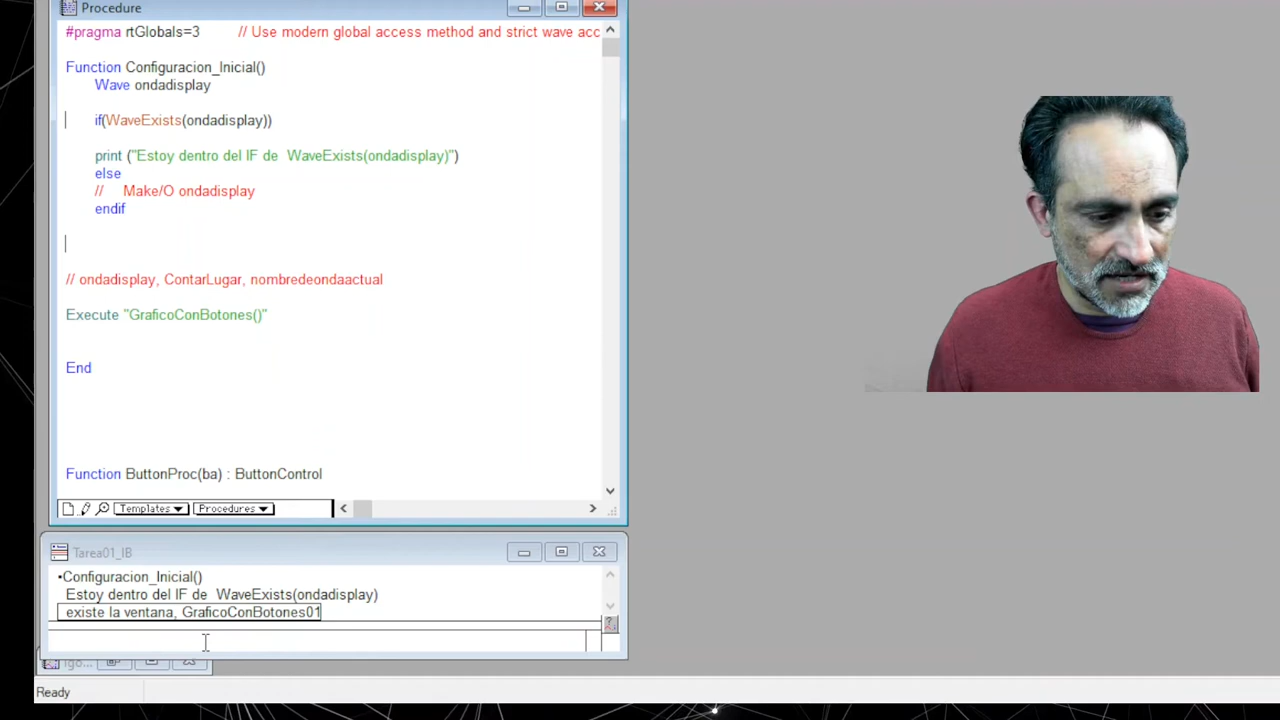 Procedure
#pragma rtGlobals=3 // Use modern global access method and strict wave acc
Function Configuracion_Inicial()
Wave ondadisplay
if(WaveExists(ondadisplay))
print ("Estoy dentro del IF de WaveExists(ondadisplay)")
else
// Make/O ondadisplay
endif
// ondadisplay, ContarLugar, nombredeondaactual
Execute "GraficoConBotones()"
End
Function ButtonProc(ba) : ButtonControl
Templates Procedures
Tarea01_IB
•Configuracion_Inicial()
Estoy dentro del IF de WaveExists(ondadisplay)
existe la ventana, GraficoConBotones01
Igo...
Ready